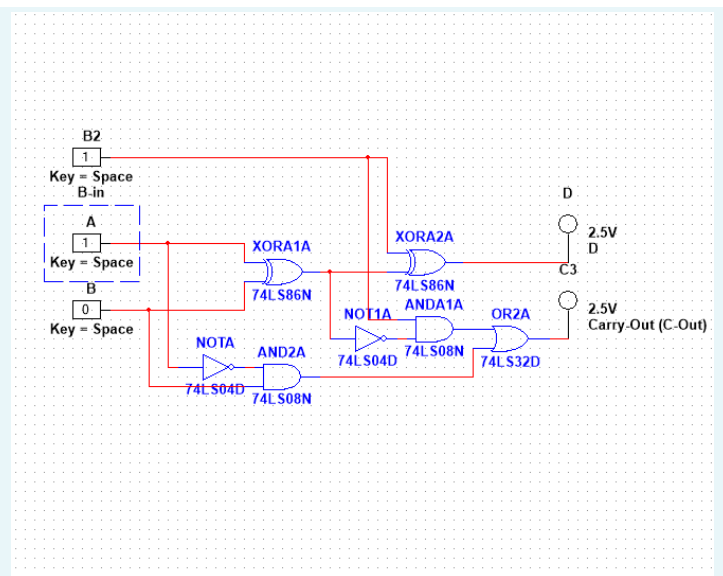 B2
1
Key = Space
B-in
A
1
Key = Space
B
0
Key = Space
XORA1A
74LS86N
XORA2A
74LS86N
D
2.5V
D
C3
2.5V
Carry-Out (C-Out)
NOT1A
74LS04D
ANDA1A
74LS08N
OR2A
74LS32D
NOTA
74LS04D
AND2A
74LS08N